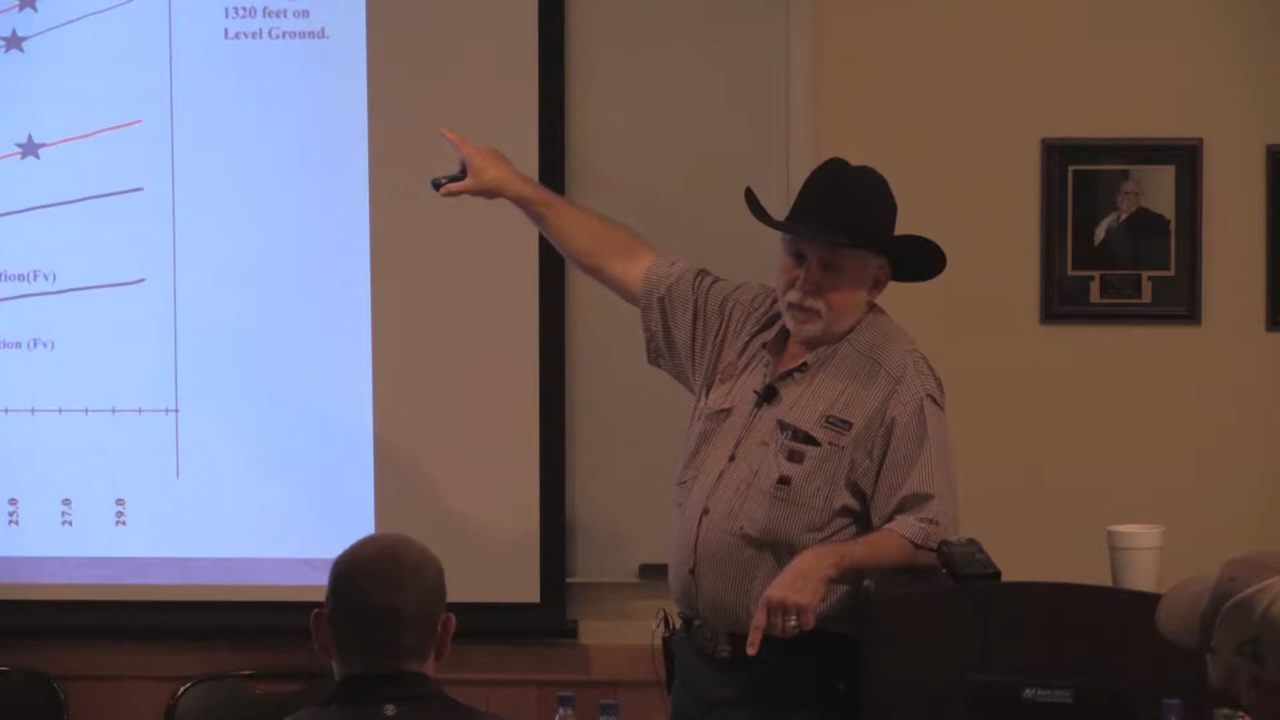 1320 feet on
Level Ground.
tion(Fv)
tion (Fv)
25.0
27.0
29.0